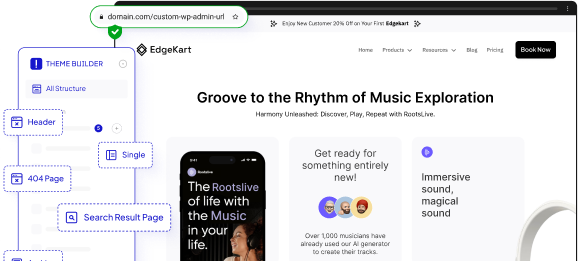 domain.com/custom-wp-admin-url
Enjoy New Customer 20% Off on Your First Edgekart
EdgeKart
Home Products Resources Blog Pricing Book Now
THEME BUILDER
All Structure
Header
5
Single
404 Page
Search Result Page
Groove to the Rhythm of Music Exploration
Harmony Unleashed: Discover, Play, Repeat with RootsLive.
9:41
Rootslive
The Rootslive
of life with
the Music
in your
life.
Get ready for
something entirely
new!
Over 1,000 musicians have
already used our AI generator
to create their tracks.
Immersive
sound,
magical
sound